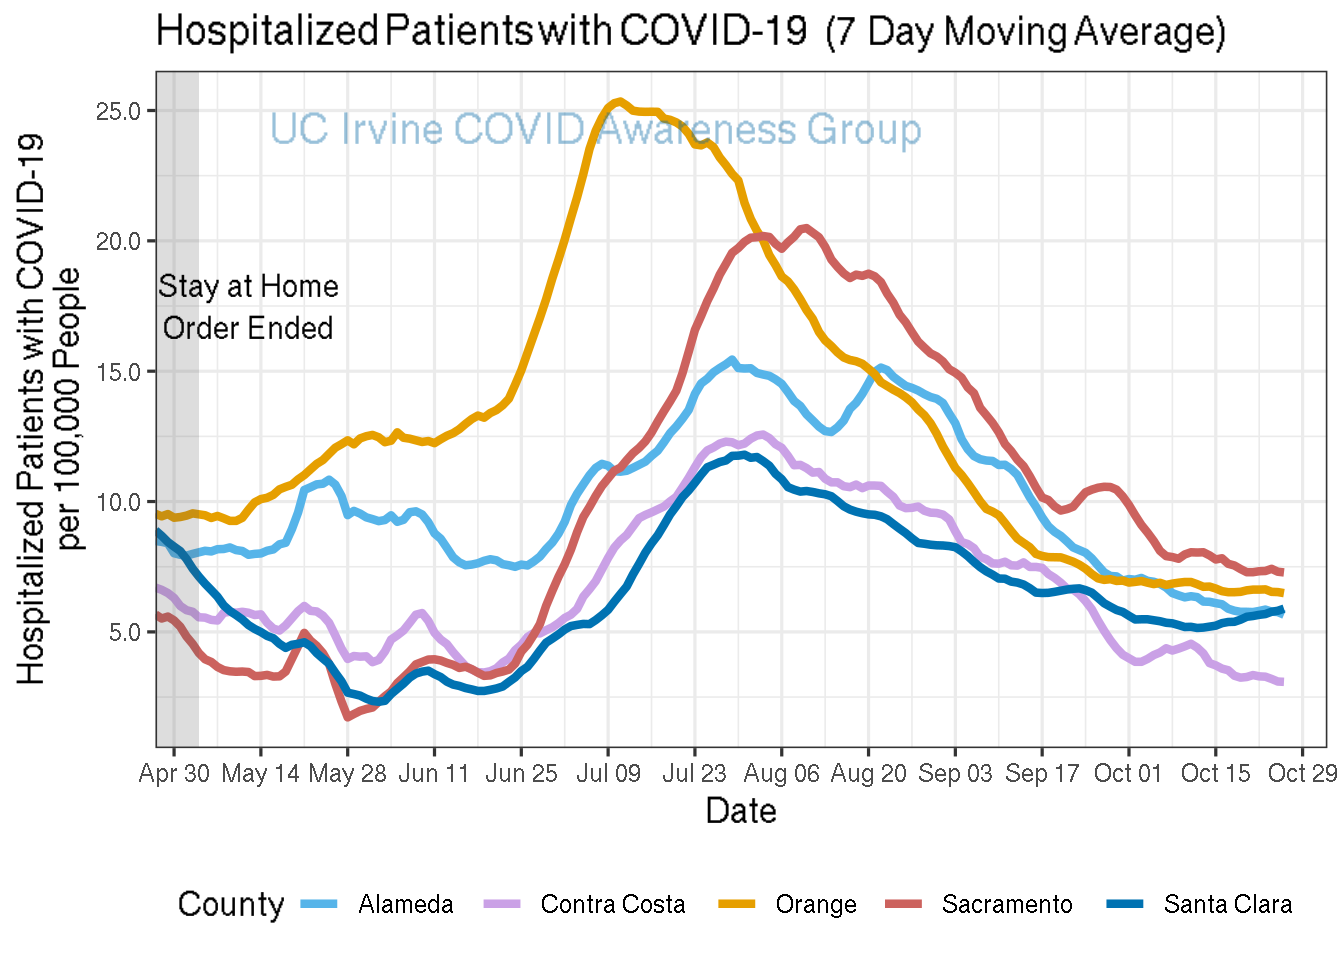 Hospitalized Patients with COVID-19 (7 Day Moving Average)
UC Irvine COVID Awareness Group
Stay at Home
Order Ended
Hospitalized Patients with COVID-19
per 100,000 People
25.0
20.0
15.0
10.0
5.0
Apr 30 May 14 May 28 Jun 11 Jun 25 Jul 09 Jul 23 Aug 06 Aug 20 Sep 03 Sep 17 Oct 01 Oct 15 Oct 29
Date
County Alameda Contra Costa Orange Sacramento Santa Clara